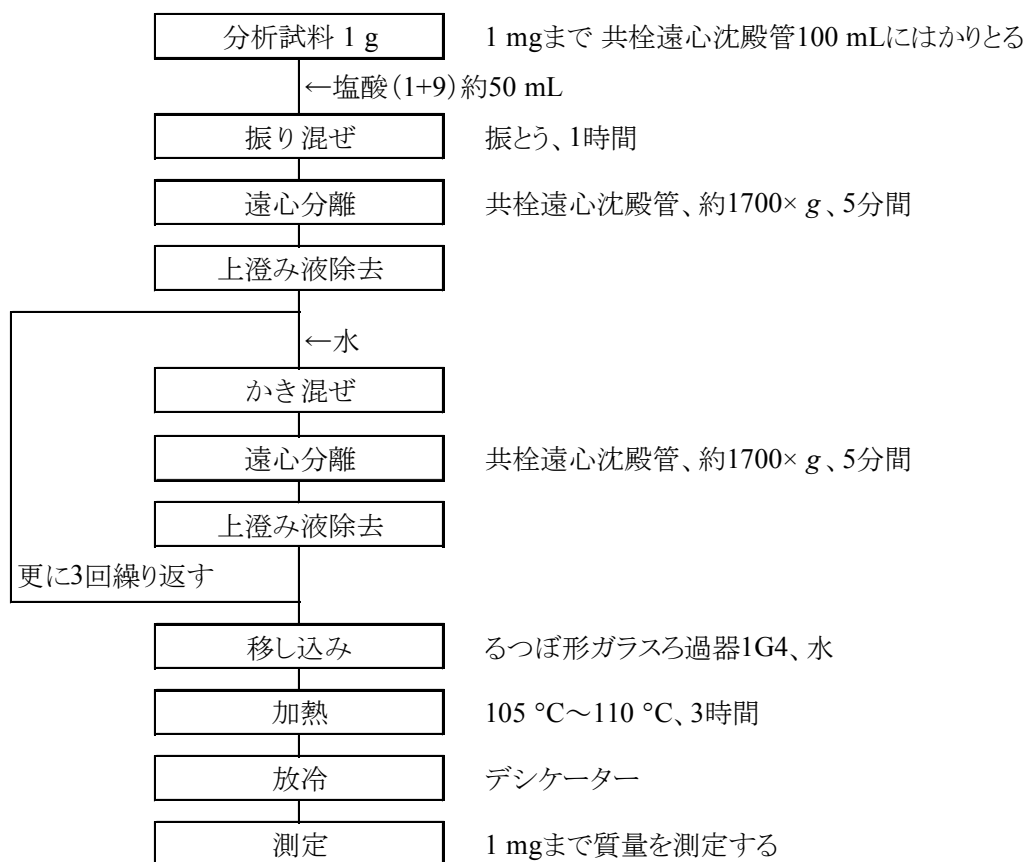 分析試料 1 g 1 mgまで 共栓遠心沈殿管100 mLにはかりとる
←塩酸（1+9）約50 mL
振り混ぜ 振とう、1時間
遠心分離 共栓遠心沈殿管、約1700× g 、5分間
上澄み液除去
←水
かき混ぜ
遠心分離 共栓遠心沈殿管、約1700× g 、5分間
上澄み液除去
更に3回繰り返す
移し込み るつぼ形ガラスろ過器1G4、水
加熱 105 °C～110 °C、3時間
放冷 デシケーター
測定 1 mgまで質量を測定する